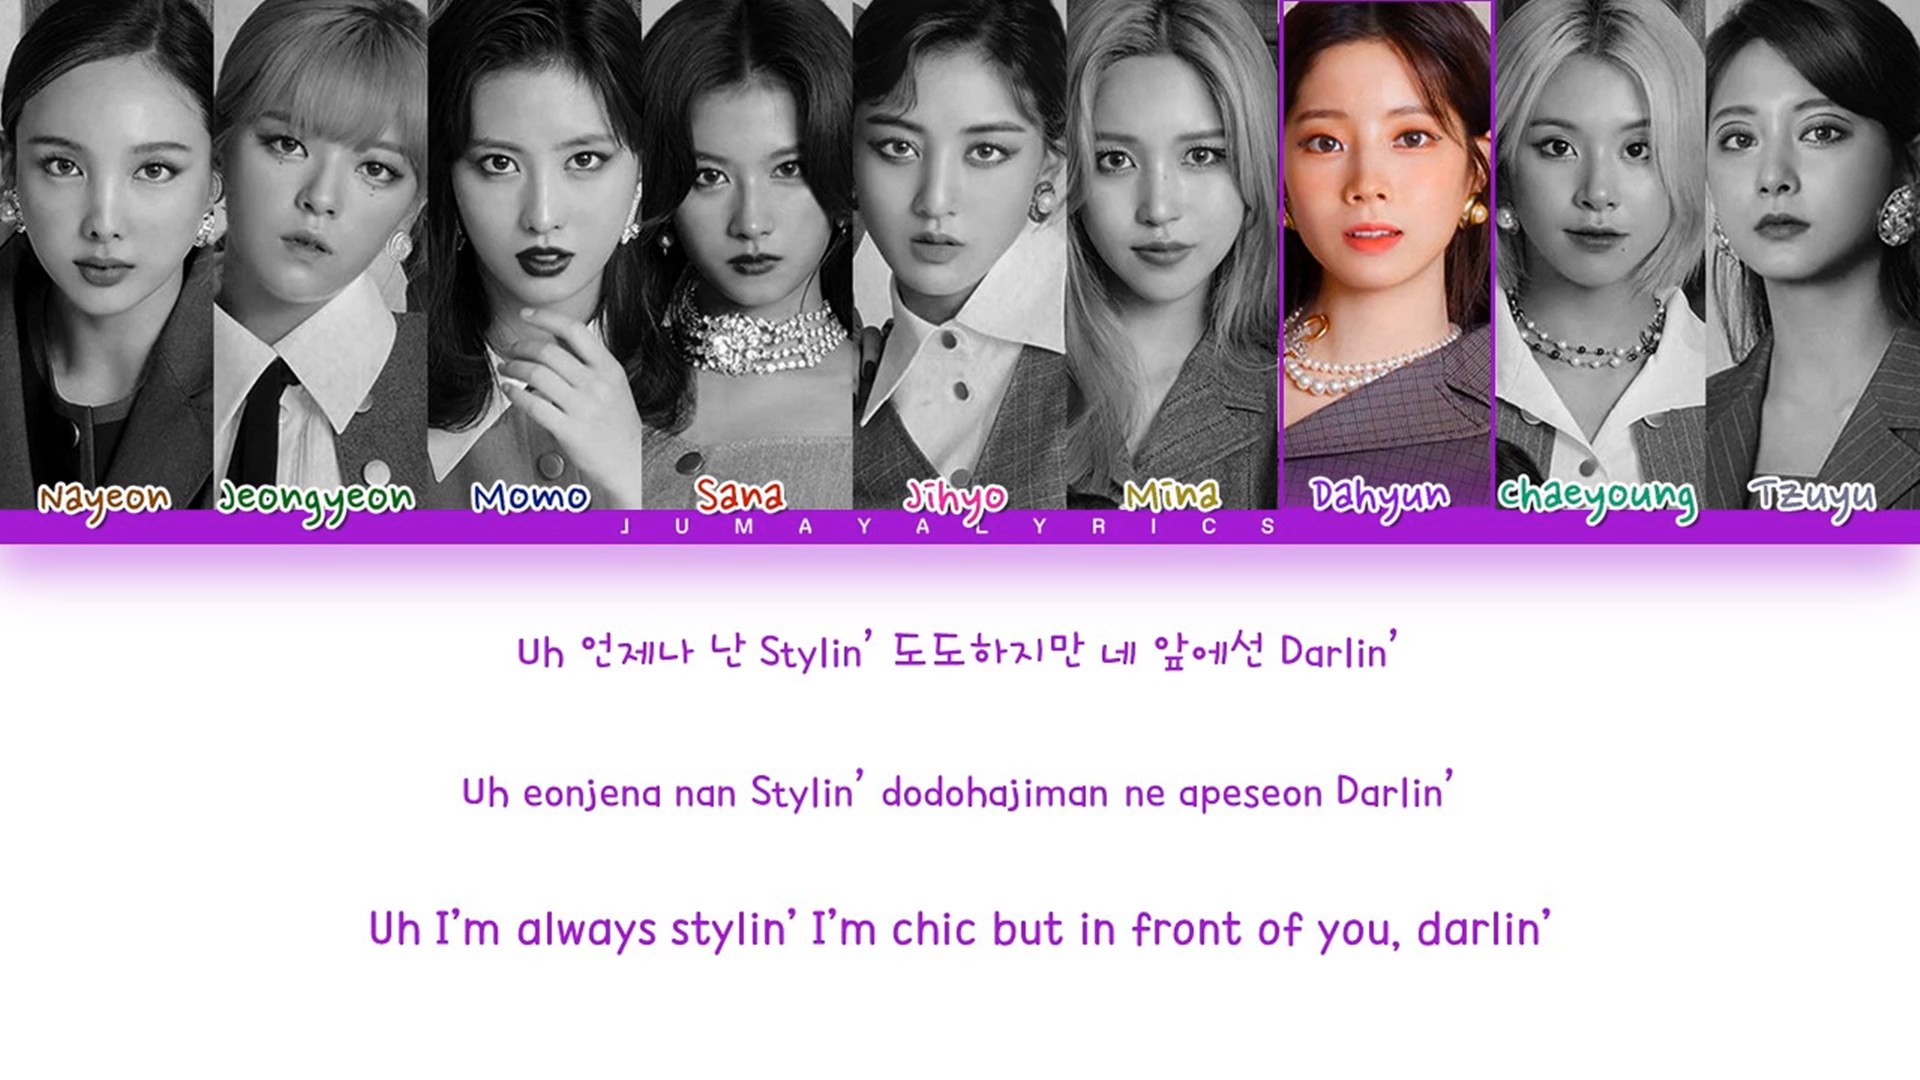 Nayeon Jeongyeon Momo Sana Jihyo Mina Dahyun Chaeyoung Tzuyu
JUMAYALYRICS
Uh 언제나 난 Stylin’ 도도하지만 네 앞에선 Darlin’
Uh eonjena nan Stylin’ dodohajiman ne apeseon Darlin’
Uh I’m always stylin’ I’m chic but in front of you, darlin’